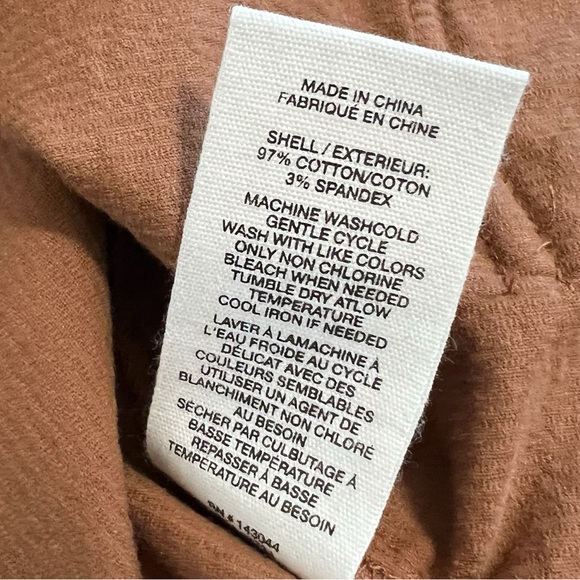 MADE IN CHINA
FABRIQUÉ EN CHINE
SHELL / EXTERIEUR:
97% COTTON/COTON
3% SPANDEX
MACHINE WASHCOLD
GENTLE CYCLE
WASH WITH LIKE COLORS
ONLY NON CHLORINE
BLEACH WHEN NEEDED
TUMBLE DRY ATLOW
TEMPERATURE
COOL IRON IF NEEDED
LAVER À LAMACHINE À
L'EAU FROIDE AU CYCLE
DÉLICAT AVEC DES
COULEURS SEMBLABLES
UTILISER UN AGENT DE
BLANCHIMENT NON CHLORÉ
AU BESOIN
SÉCHER PAR CULBUTAGE À
BASSE TEMPÉRATURE
REPASSER À BASSE
TEMPÉRATURE AU BESOIN
RN # 143044